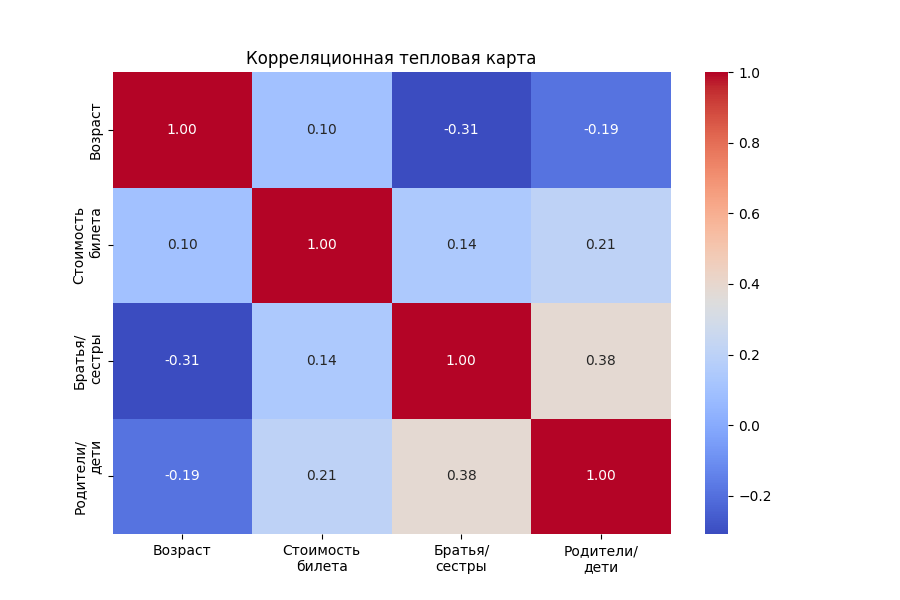 Корреляционная тепловая карта
Возраст
1.00
0.10
-0.31
-0.19
Стоимость
билета
0.10
1.00
0.14
0.21
Братья/
сестры
-0.31
0.14
1.00
0.38
Родители/
дети
-0.19
0.21
0.38
1.00
Возраст
Стоимость
билета
Братья/
сестры
Родители/
дети
1.0
0.8
0.6
0.4
0.2
0.0
−0.2